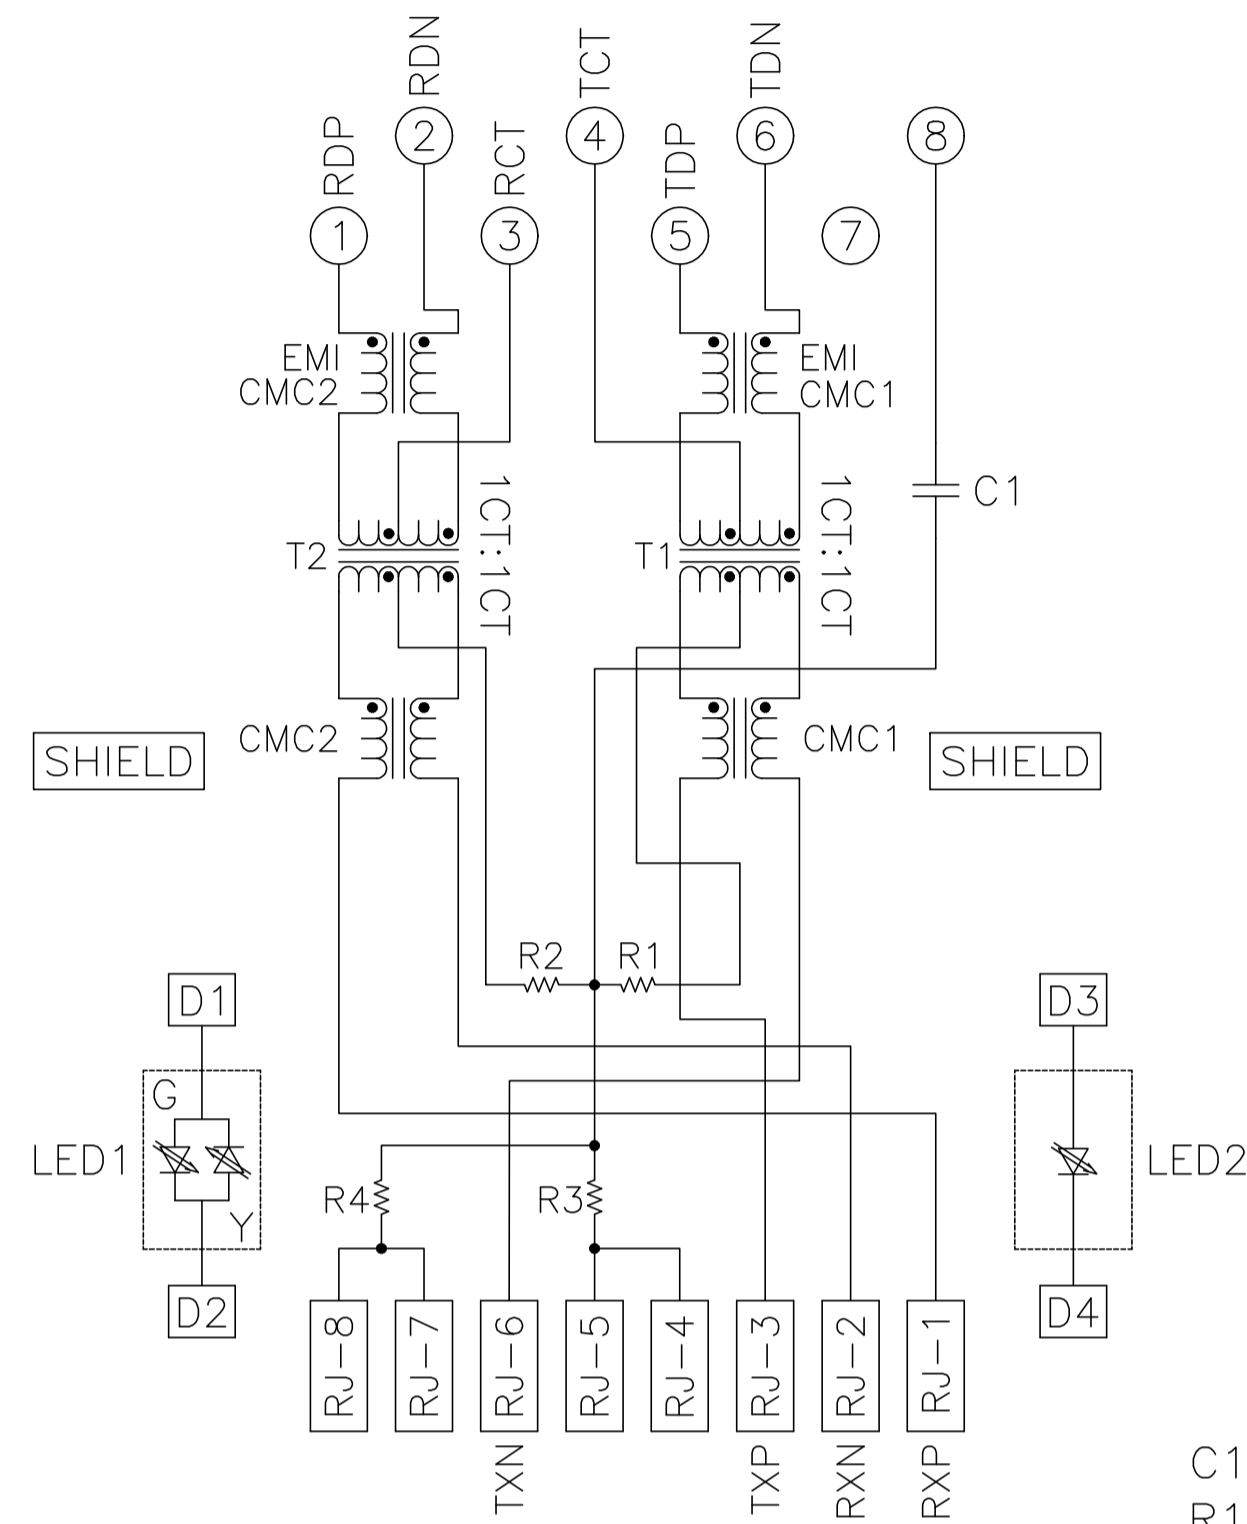 RDN
TCT
TDN
2
4
6
8
RDP
RCT
TDP
1
3
5
7
EMI
CMC2
EMI
CMC1
1CT:1CT
1CT:1CT
C1
T2
T1
CMC2
CMC1
SHIELD
SHIELD
R2
R1
D1
D3
G
LED1
LED2
R4
R3
Y
D2
D4
RJ-8
RJ-7
RJ-6
RJ-5
RJ-4
RJ-3
RJ-2
RJ-1
TXN
TXP
RXN
RXP
C1
R1